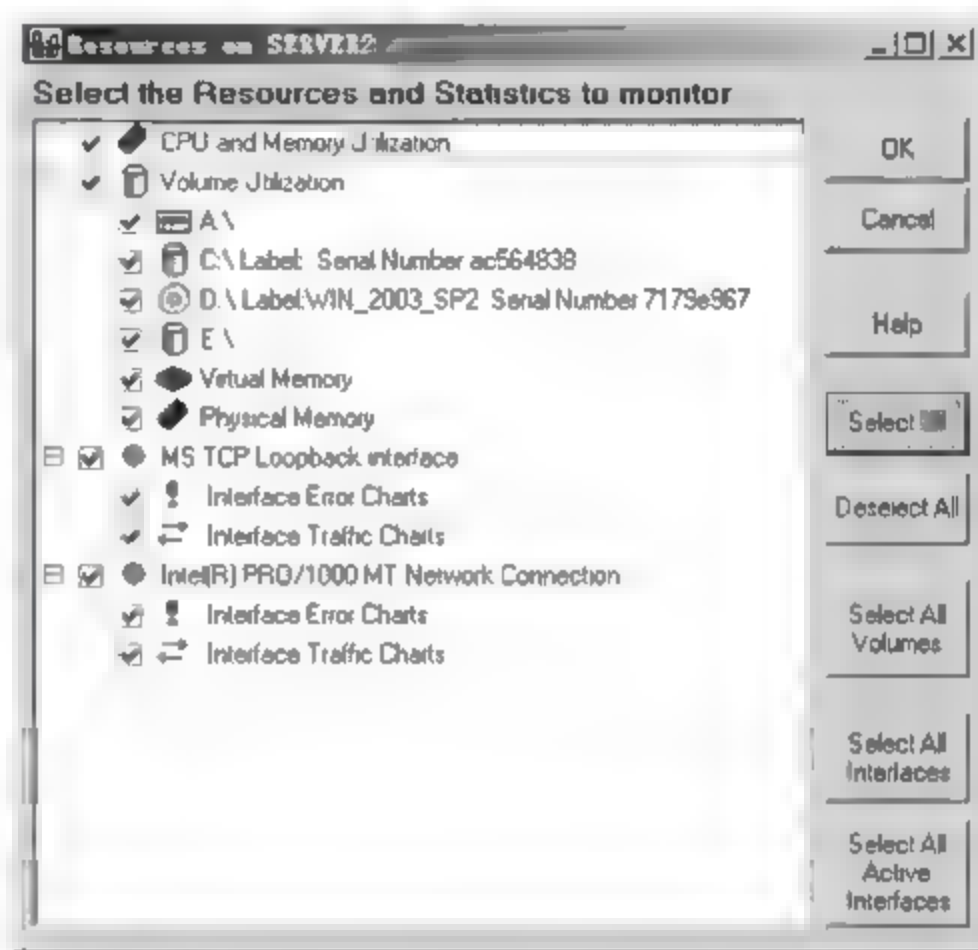 Resources on SERVER2
Select the Resources and Statistics to monitor
CPU and Memory Utilization
Volume Utilization
A:\
C:\ Label: Serial Number ac564838
D:\ Label:WIN_2003_SP2 Serial Number 7179e967
E:\
Virtual Memory
Physical Memory
MS TCP Loopback interface
Interface Error Charts
Interface Traffic Charts
Intel(R) PRO/1000 MT Network Connection
Interface Error Charts
Interface Traffic Charts
OK
Cancel
Help
Select
Deselect All
Select All
Volumes
Select All
Interfaces
Select All
Active
Interfaces